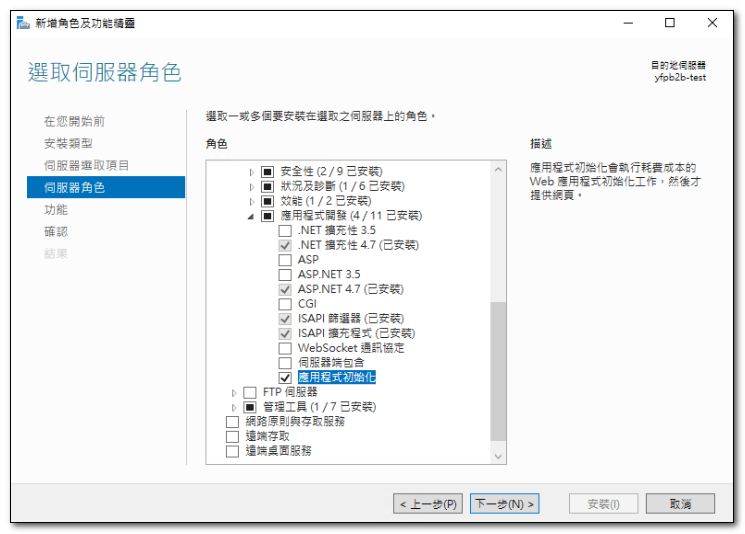 新增角色及功能精靈
選取伺服器角色
目的地伺服器
yfpb2b-test
在您開始前
安裝類型
伺服器選取項目
伺服器角色
功能
確認
結果
選取一或多個要安裝在選取之伺服器上的角色。
角色
安全性 (2 / 9 已安裝)
狀況及診斷 (1 / 6 已安裝)
效能 (1 / 2 已安裝)
應用程式開發 (4 / 11 已安裝)
.NET 擴充性 3.5
.NET 擴充性 4.7 (已安裝)
ASP
ASP.NET 3.5
ASP.NET 4.7 (已安裝)
CGI
ISAPI 篩選器 (已安裝)
ISAPI 擴充程式 (已安裝)
WebSocket 通訊協定
伺服器端包含
應用程式初始化
FTP 伺服器
管理工具 (1 / 7 已安裝)
網路原則與存取服務
遠端存取
遠端桌面服務
描述
應用程式初始化會執行耗費成本的
Web 應用程式初始化工作，然後才
提供網頁。
< 上一步(P)
下一步(N) >
安裝(I)
取消